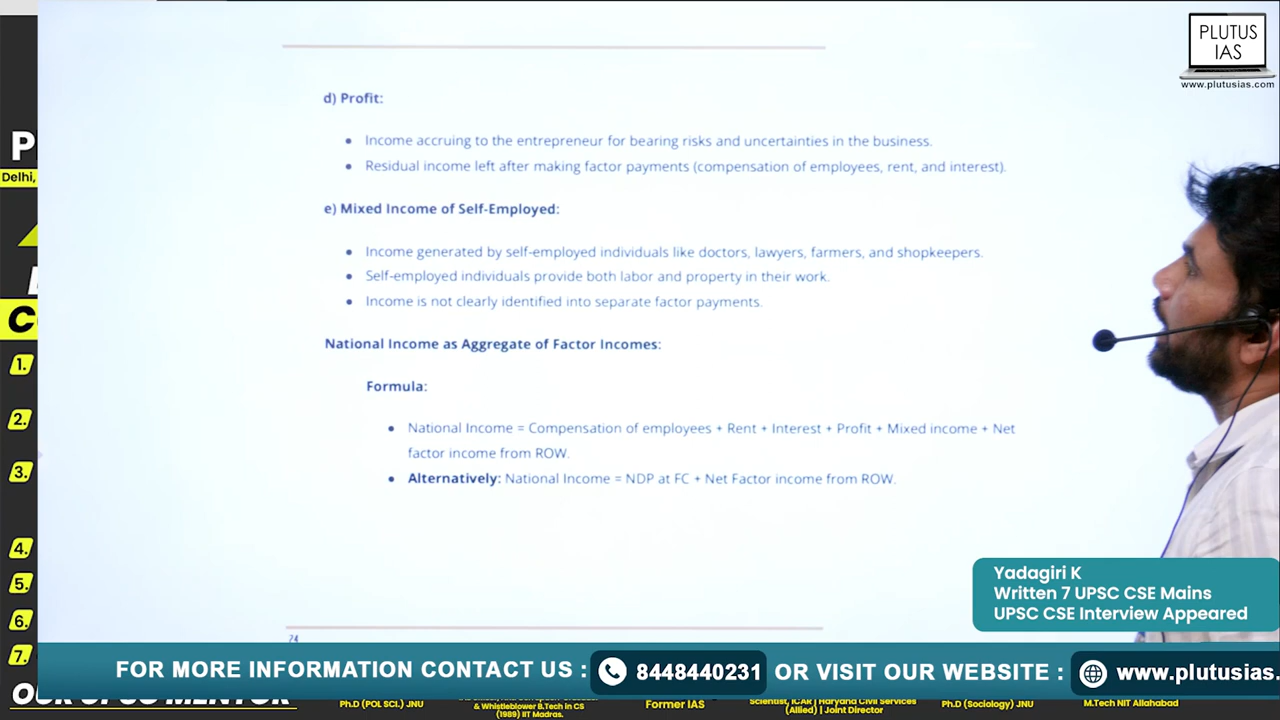 PLUTUS
IAS
www.plutusias.com
d) Profit:
• Income accruing to the entrepreneur for bearing risks and uncertainties in the business.
• Residual income left after making factor payments (compensation of employees, rent, and interest).
e) Mixed Income of Self-Employed:
• Income generated by self-employed individuals like doctors, lawyers, farmers, and shopkeepers.
• Self-employed individuals provide both labor and property in their work.
• Income is not clearly identified into separate factor payments.
National Income as Aggregate of Factor Incomes:
Formula:
• National Income = Compensation of employees + Rent + Interest + Profit + Mixed income + Net
factor income from ROW.
• Alternatively: National Income = NDP at FC + Net Factor income from ROW.
74
P
Delhi,
C
1.
2.
3.
4.
5.
6.
7.
Yadagiri K
Written 7 UPSC CSE Mains
UPSC CSE Interview Appeared
FOR MORE INFORMATION CONTACT US : 8448440231 OR VISIT OUR WEBSITE : www.plutusias.
Ph.D (POL SCI.) JNU
& Whistleblower B.Tech in CS
(1989) IIT Madras.
Former IAS
Scientist, ICAR | Haryana Civil Services
(Allied) | Joint Director
Ph.D (Sociology) JNU
M.Tech NIT Allahabad